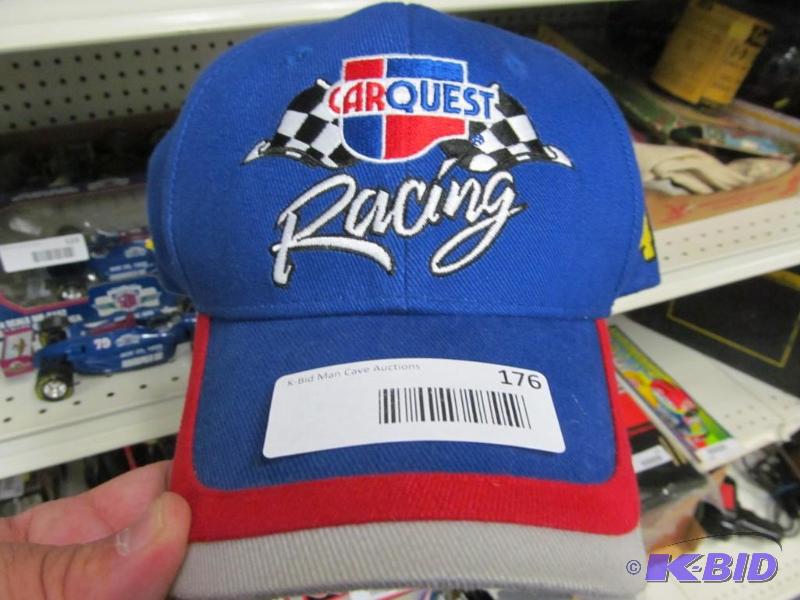 CARQUEST
®
Racing
K-Bid Man Cave Auctions
176
© K-BID